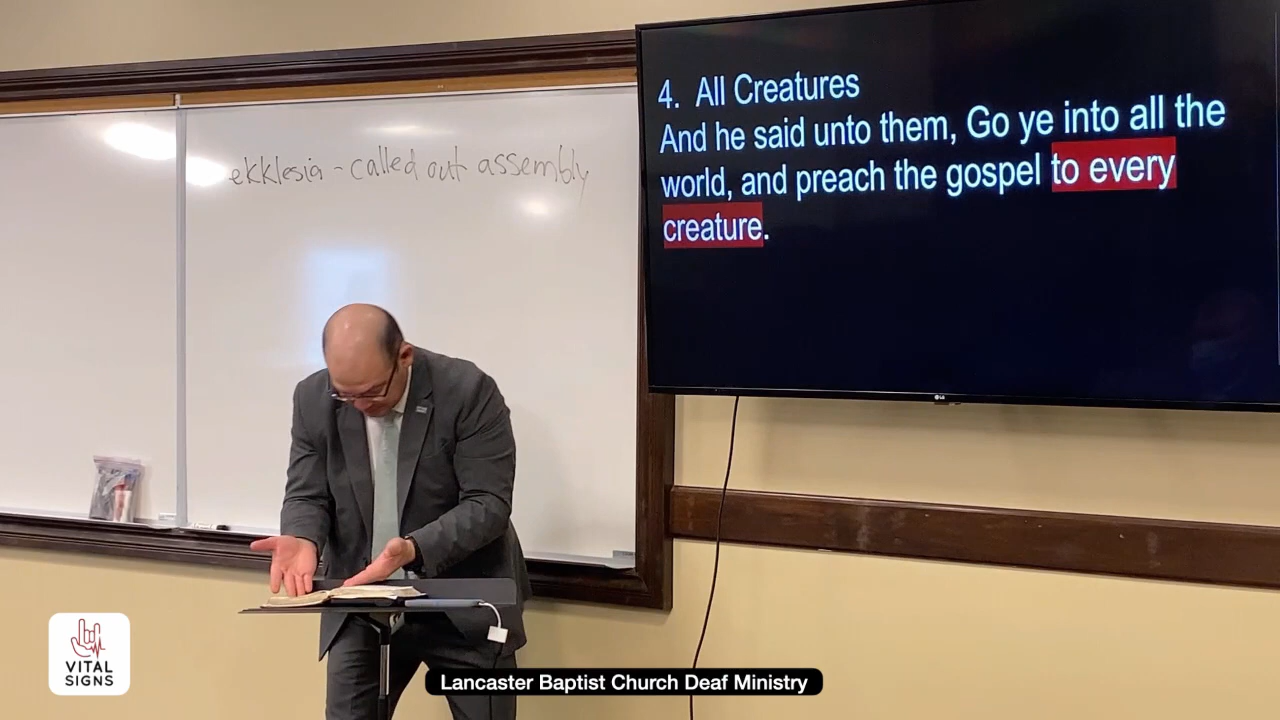 4. All Creatures
And he said unto them, Go ye into all the
world, and preach the gospel to every
creature.
ekklesia - called out assembly
LG
VITAL
SIGNS
Lancaster Baptist Church Deaf Ministry